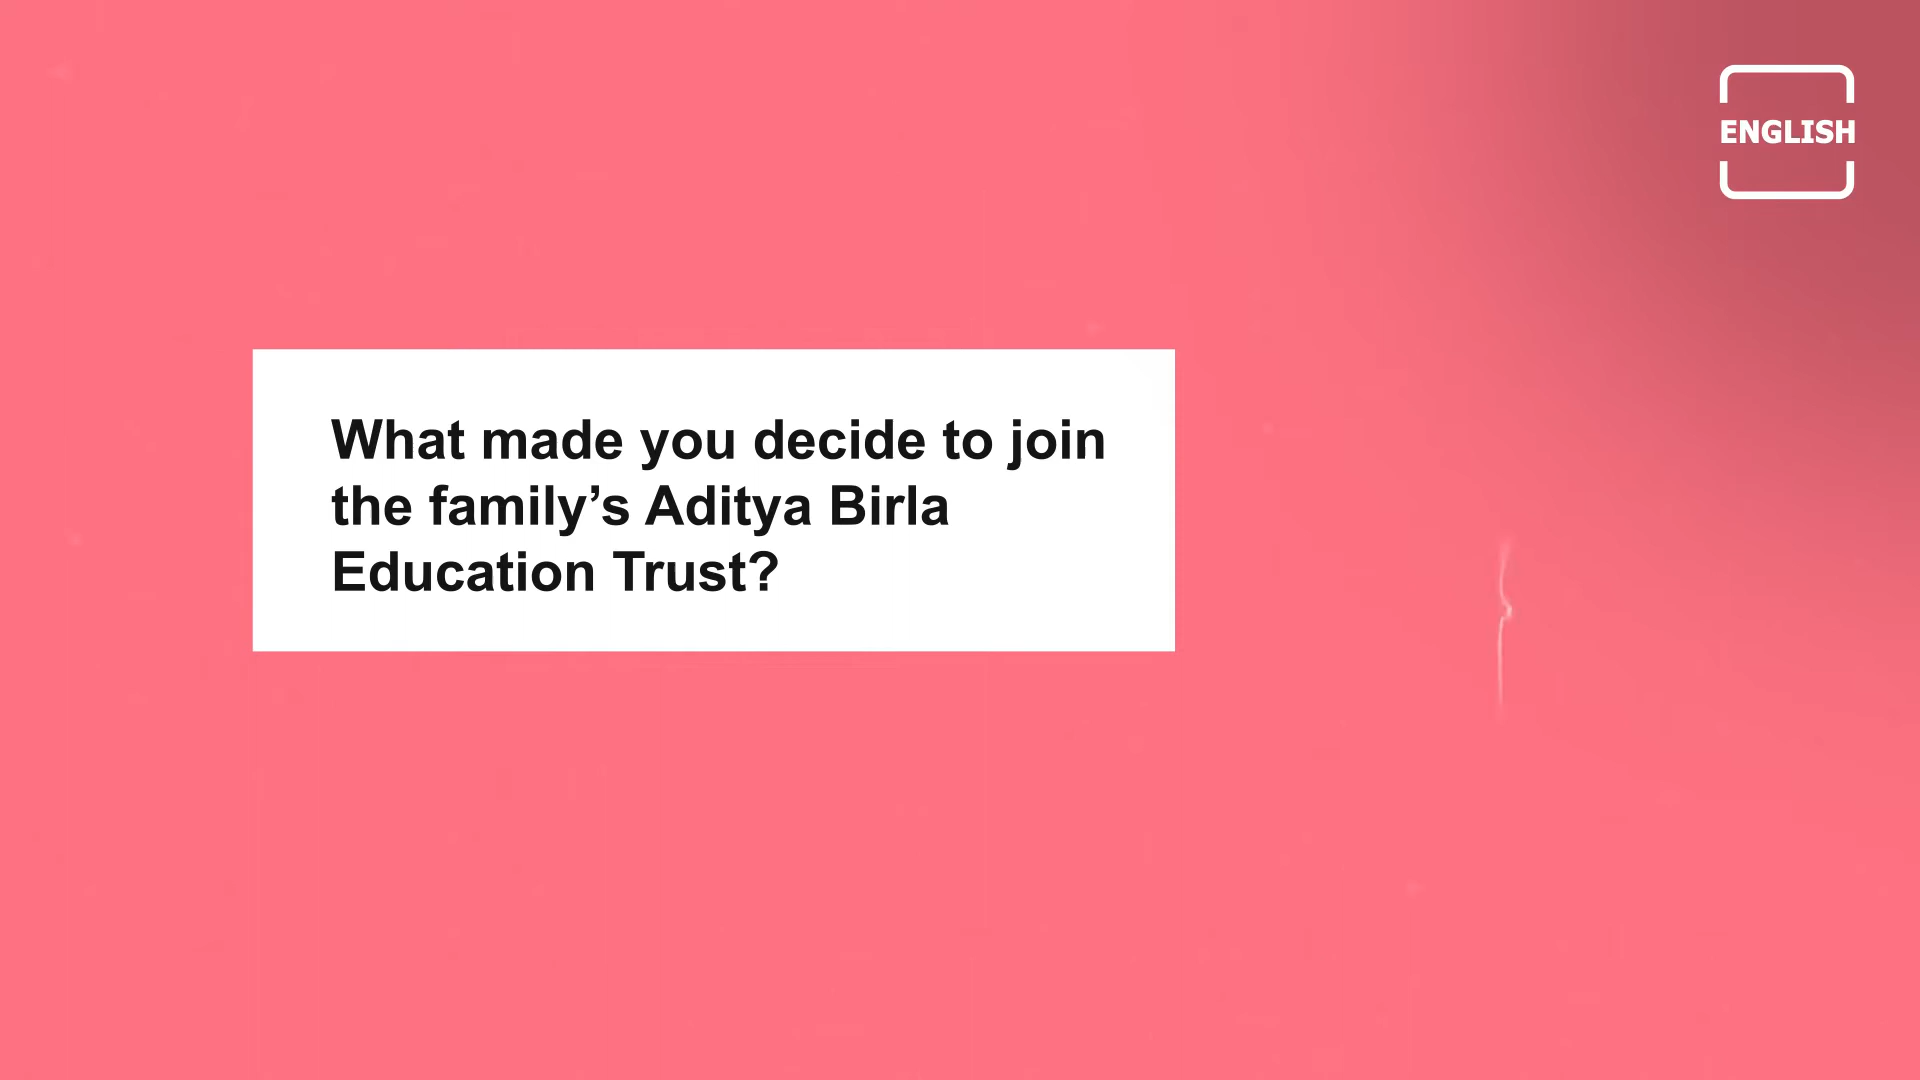 ENGLISH
What made you decide to join
the family’s Aditya Birla
Education Trust?